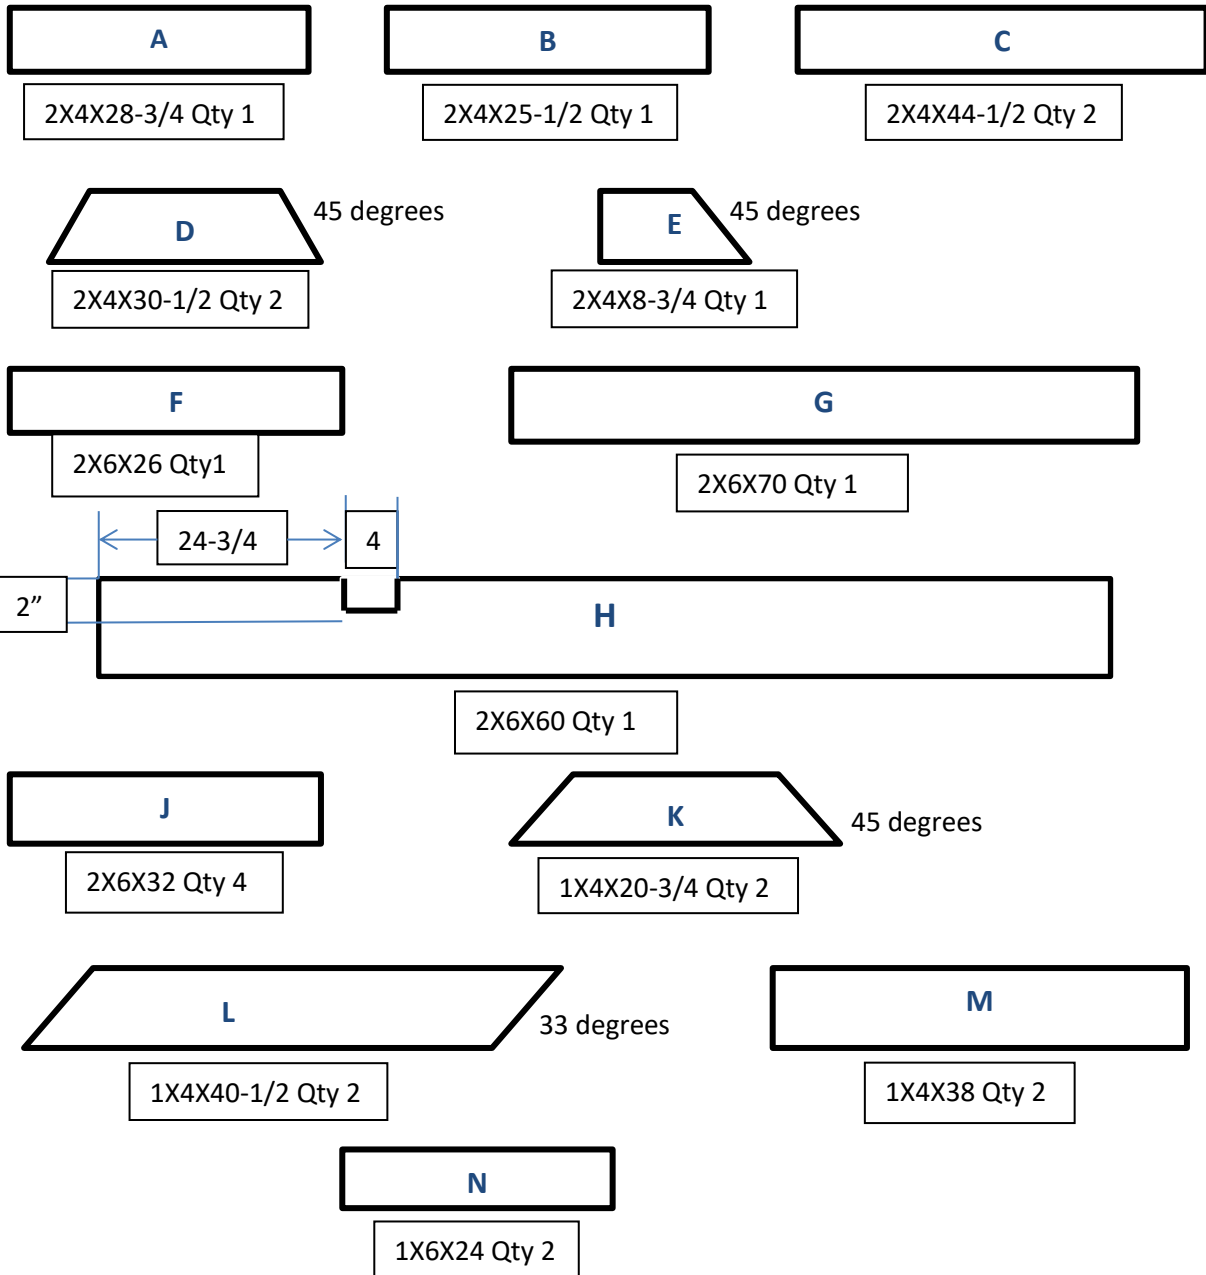 A
B
C
2X4X28-3/4 Qty 1
2X4X25-1/2 Qty 1
2X4X44-1/2 Qty 2
D
45 degrees
E
45 degrees
2X4X30-1/2 Qty 2
2X4X8-3/4 Qty 1
F
G
2X6X26 Qty1
2X6X70 Qty 1
24-3/4
4
2”
H
2X6X60 Qty 1
J
K
45 degrees
2X6X32 Qty 4
1X4X20-3/4 Qty 2
L
33 degrees
M
1X4X40-1/2 Qty 2
1X4X38 Qty 2
N
1X6X24 Qty 2